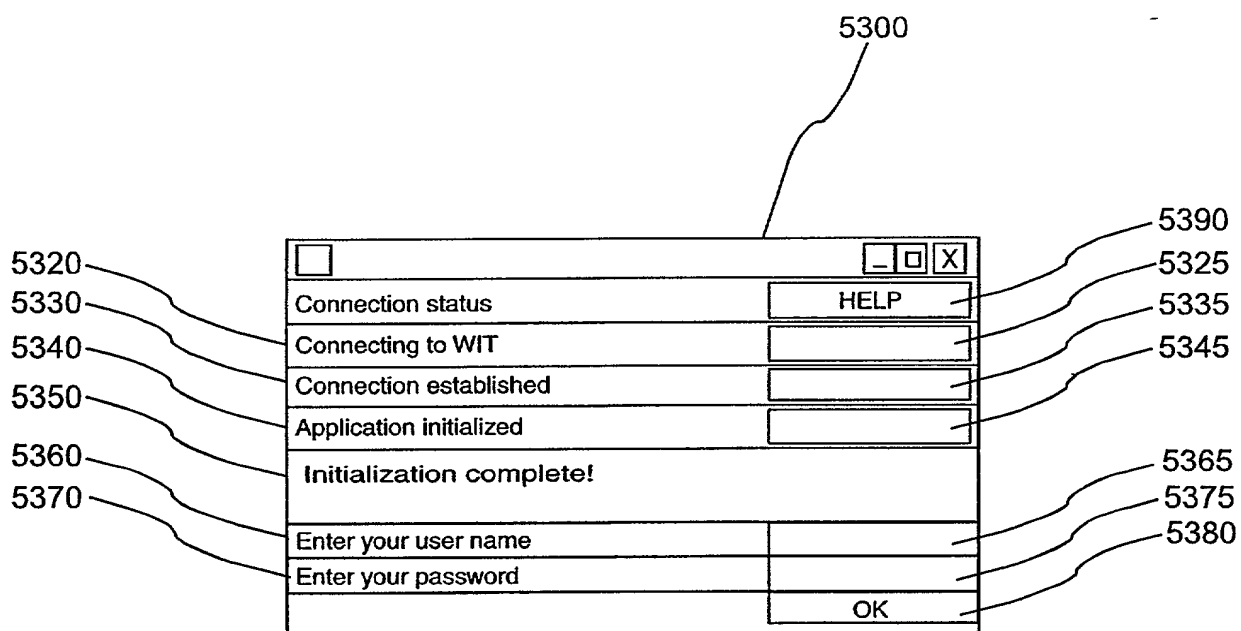 5300
5390
5320
5325
5330
Connection status
HELP
5335
5340
Connecting to WIT
5345
5350
Connection established
Application initialized
5360
Initialization complete!
5365
5370
5375
Enter your user name
5380
Enter your password
OK